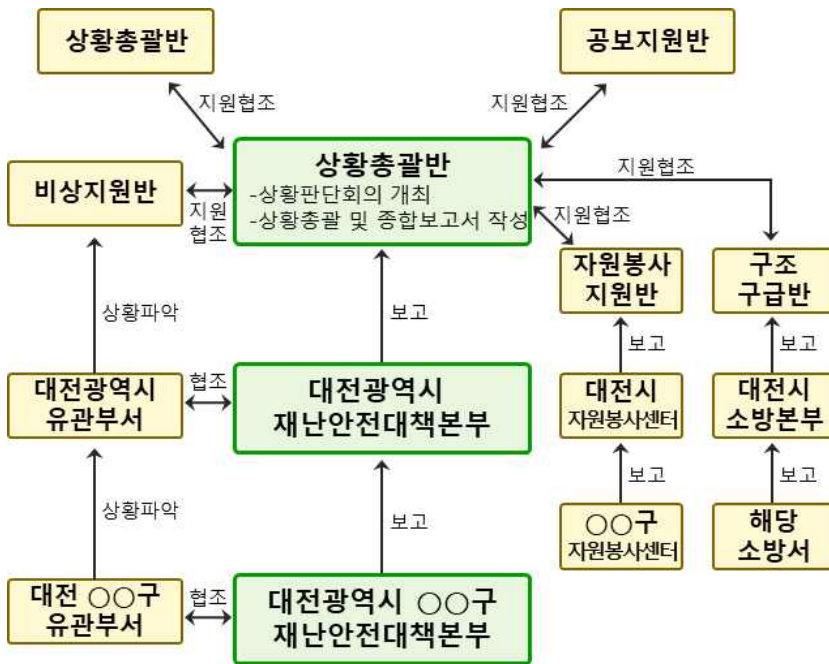 상황총괄반
공보지원반
지원협조
지원협조
상황총괄반
-상황판단회의 개최
-상황총괄 및 종합보고서 작성
비상지원반
지원
협조
지원협조
지원협조
자원봉사
지원반
구조
구급반
상황파악
보고
보고
보고
대전광역시
유관부서
협조
대전광역시
재난안전대책본부
대전시
자원봉사센터
대전시
소방본부
상황파악
보고
보고
보고
○○구
자원봉사센터
해당
소방서
대전 ○○구
유관부서
협조
대전광역시 ○○구
재난안전대책본부